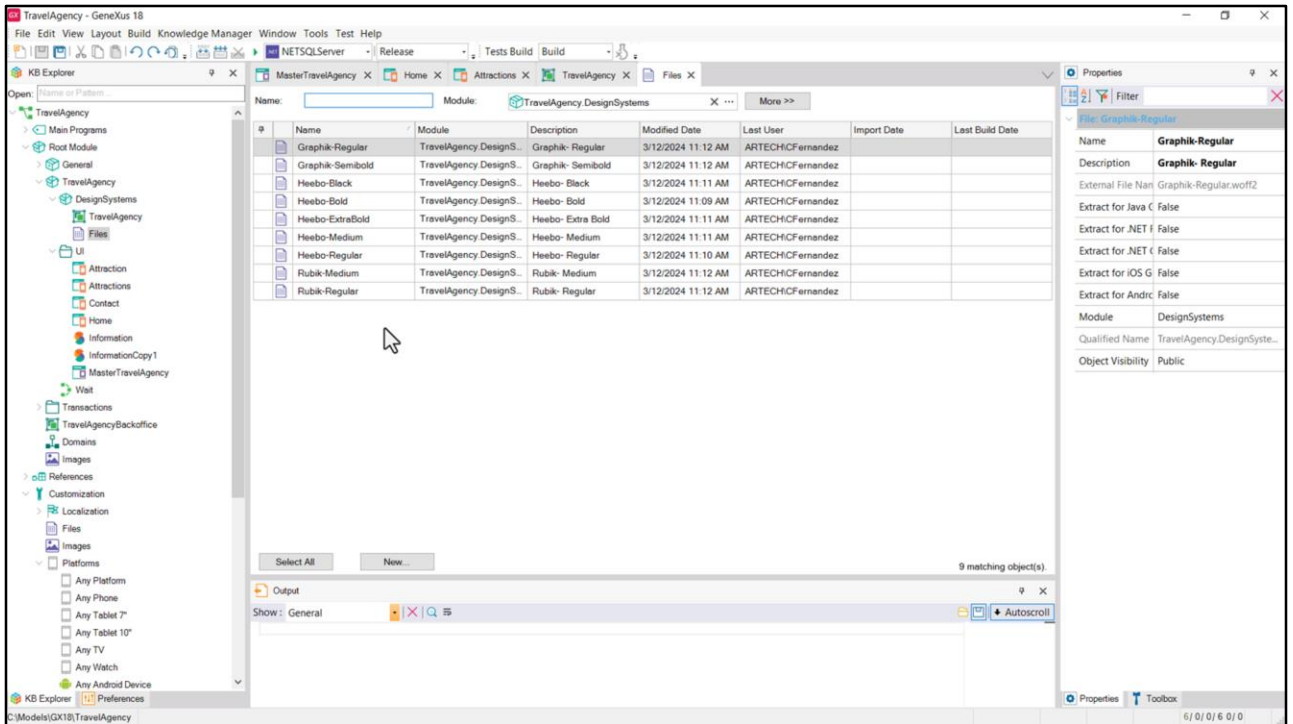 TravelAgency - GeneXus 18
File Edit View Layout Build Knowledge Manager Window Tools Test Help
NETSQLServer Release Tests Build Build
KB Explorer
Open: Name or Pattern...
TravelAgency
Main Programs
Root Module
General
TravelAgency
DesignSystems
TravelAgency
Files
UI
Attraction
Attractions
Contact
Home
Information
InformationCopy1
MasterTravelAgency
Wait
Transactions
TravelAgencyBackoffice
Domains
Images
References
Customization
Localization
Files
Images
Platforms
Any Platform
Any Phone
Any Tablet 7"
Any Tablet 10"
Any TV
Any Watch
Any Android Device
KB Explorer Preferences
MasterTravelAgency Home Attractions TravelAgency Files
Name: Module: TravelAgency.DesignSystems More >>
Name Module Description Modified Date Last User Import Date Last Build Date
Graphik-Regular TravelAgency.DesignS... Graphik- Regular 3/12/2024 11:12 AM ARTECH\CFernandez
Graphik-Semibold TravelAgency.DesignS... Graphik- Semibold 3/12/2024 11:12 AM ARTECH\CFernandez
Heebo-Black TravelAgency.DesignS... Heebo- Black 3/12/2024 11:11 AM ARTECH\CFernandez
Heebo-Bold TravelAgency.DesignS... Heebo- Bold 3/12/2024 11:09 AM ARTECH\CFernandez
Heebo-ExtraBold TravelAgency.DesignS... Heebo- Extra Bold 3/12/2024 11:11 AM ARTECH\CFernandez
Heebo-Medium TravelAgency.DesignS... Heebo- Medium 3/12/2024 11:11 AM ARTECH\CFernandez
Heebo-Regular TravelAgency.DesignS... Heebo- Regular 3/12/2024 11:10 AM ARTECH\CFernandez
Rubik-Medium TravelAgency.DesignS... Rubik- Medium 3/12/2024 11:12 AM ARTECH\CFernandez
Rubik-Regular TravelAgency.DesignS... Rubik- Regular 3/12/2024 11:12 AM ARTECH\CFernandez
Select All New... 9 matching object(s).
Output
Show: General Autoscroll
Properties
Filter
File: Graphik-Regular
Name Graphik-Regular
Description Graphik- Regular
External File Nan Graphik-Regular.woff2
Extract for Java False
Extract for .NET False
Extract for .NET False
Extract for iOS G False
Extract for Andrc False
Module DesignSystems
Qualified Name TravelAgency.DesignSyste...
Object Visibility Public
Properties Toolbox
C:\Models\GX18\TravelAgency 6/ 0/ 0/ 6 0/ 0